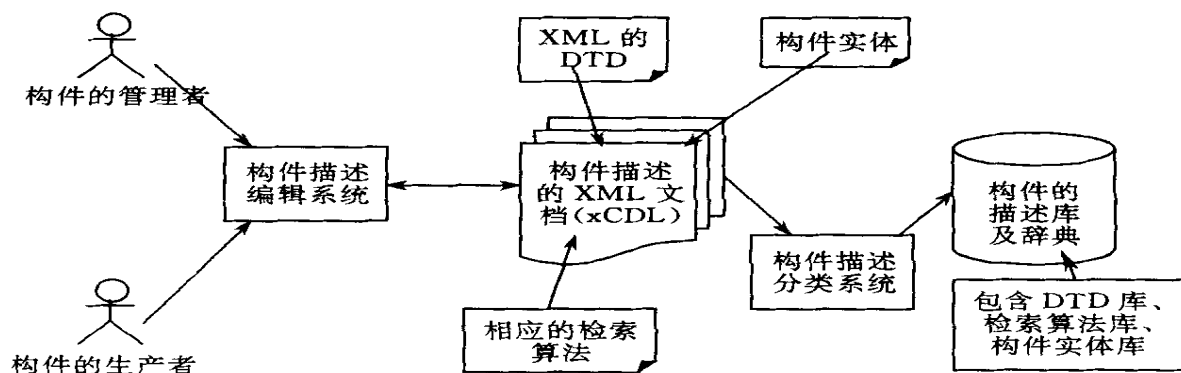 构件的管理者
构件的生产者
构件描述
编辑系统
XML 的
DTD
构件实体
构件描述
的 XML 文
档(xCDL)
相应的检索
算法
构件描述
分类系统
构件的
描述库
及辞典
包含 DTD 库、
检索算法库、
构件实体库